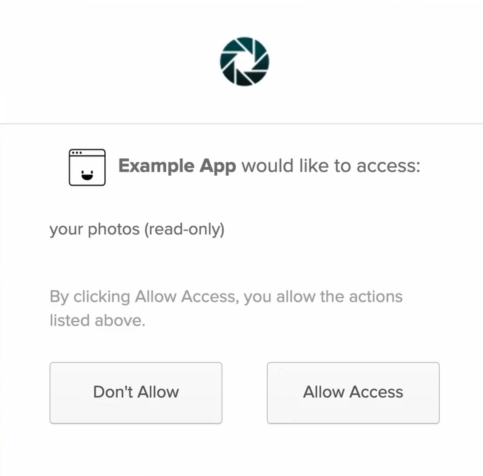 Example App would like to access:
your photos (read-only)
By clicking Allow Access, you allow the actions
listed above.
Don't Allow
Allow Access